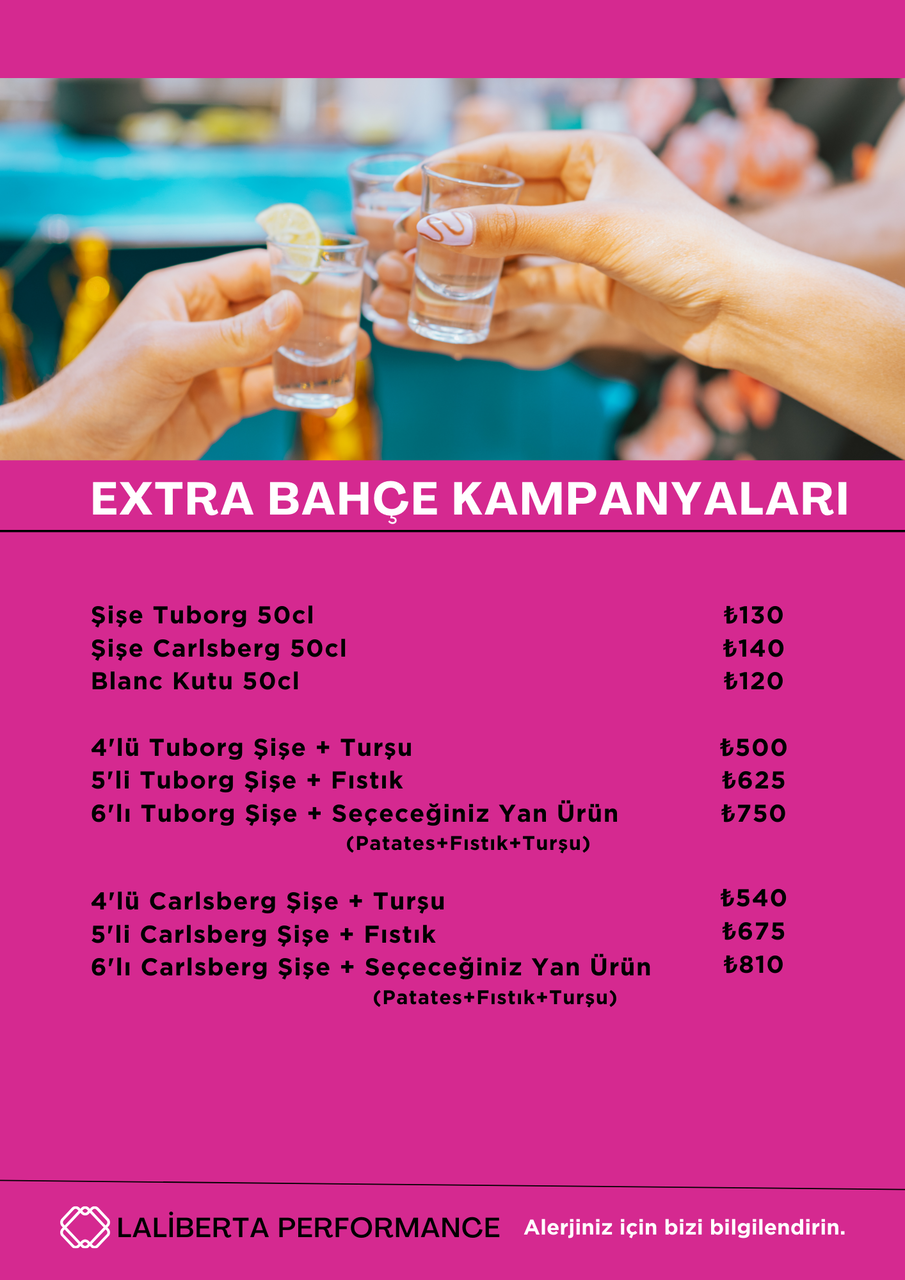 EXTRA BAHÇE KAMPANYALARI
Şişe Tuborg 50cl ₺130
Şişe Carlsberg 50cl ₺140
Blanc Kutu 50cl ₺120
4'lü Tuborg Şişe + Turşu ₺500
5'li Tuborg Şişe + Fıstık ₺625
6'lı Tuborg Şişe + Seçeceğiniz Yan Ürün ₺750
(Patates+Fıstık+Turşu)
4'lü Carlsberg Şişe + Turşu ₺540
5'li Carlsberg Şişe + Fıstık ₺675
6'lı Carlsberg Şişe + Seçeceğiniz Yan Ürün ₺810
(Patates+Fıstık+Turşu)
LALİBERTA PERFORMANCE Alerjiniz için bizi bilgilendirin.